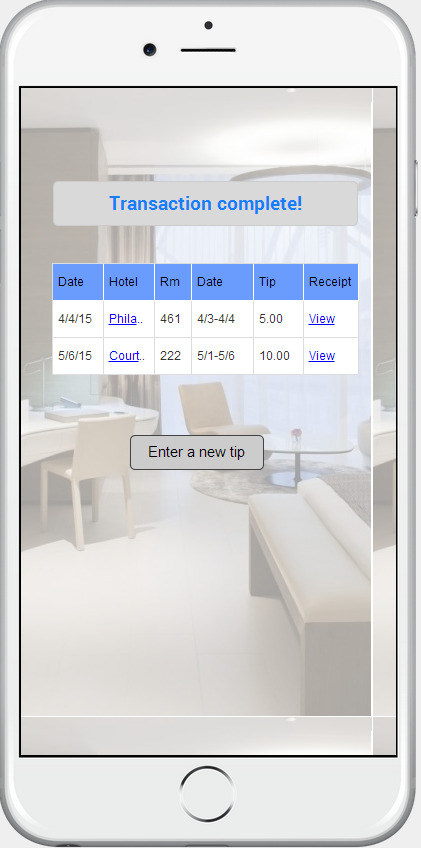 Transaction complete!
Date Hotel Rm Date Tip Receipt
4/4/15 Phila.. 461 4/3-4/4 5.00 View
5/6/15 Court.. 222 5/1-5/6 10.00 View
Enter a new tip